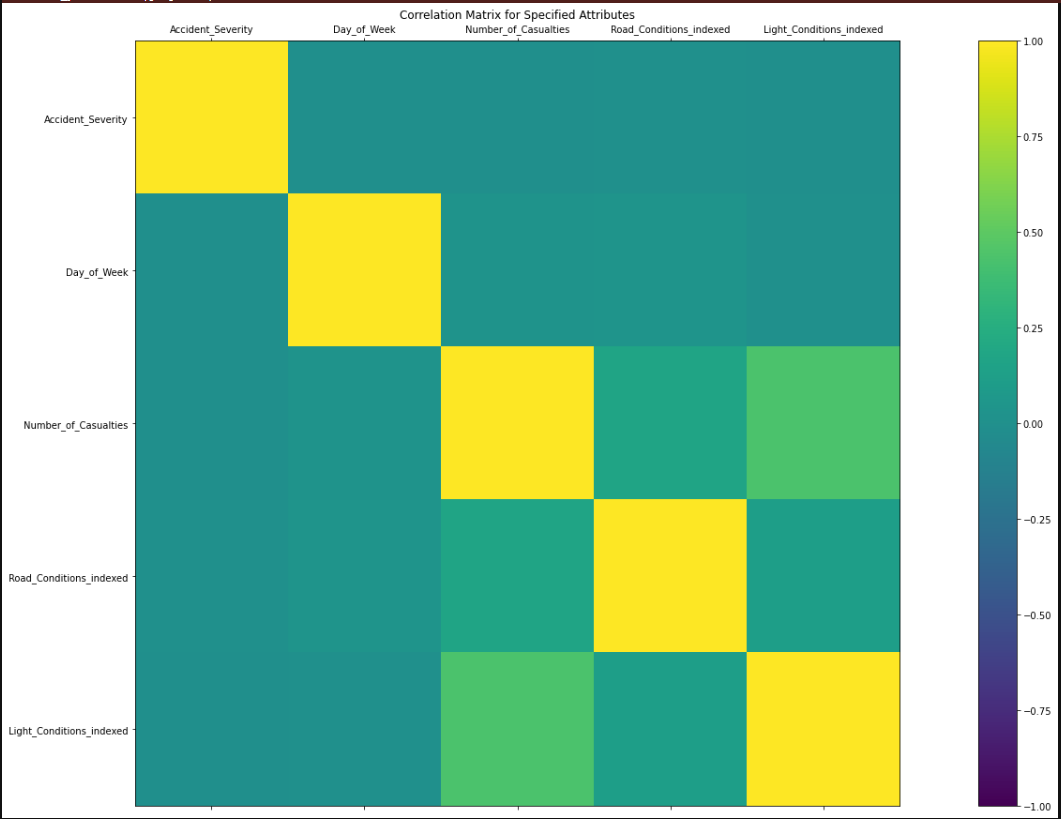 Correlation Matrix for Specified Attributes
Accident_Severity Day_of_Week Number_of_Casualties Road_Conditions_indexed Light_Conditions_indexed
Accident_Severity
Day_of_Week
Number_of_Casualties
Road_Conditions_indexed
Light_Conditions_indexed
1.00
0.75
0.50
0.25
0.00
−0.25
−0.50
−0.75
−1.00